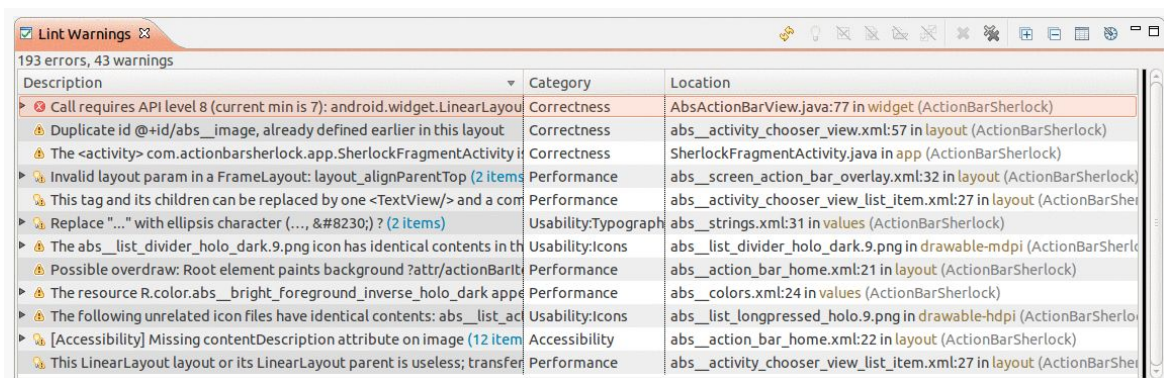 Lint Warnings
193 errors, 43 warnings
Description Category Location
Call requires API level 8 (current min is 7): android.widget.LinearLayou Correctness AbsActionBarView.java:77 in widget (ActionBarSherlock)
Duplicate id @+id/abs__image, already defined earlier in this layout Correctness abs__activity_chooser_view.xml:57 in layout (ActionBarSherlock)
The <activity> com.actionbarsherlock.app.SherlockFragmentActivity is Correctness SherlockFragmentActivity.java in app (ActionBarSherlock)
Invalid layout param in a FrameLayout: layout_alignParentTop (2 items Performance abs__screen_action_bar_overlay.xml:32 in layout (ActionBarSherlock)
This tag and its children can be replaced by one <TextView/> and a com Performance abs__activity_chooser_view_list_item.xml:27 in layout (ActionBarSher
Replace "..." with ellipsis character (…, &#8230;) ? (2 items) Usability:Typograph abs__strings.xml:31 in values (ActionBarSherlock)
The abs__list_divider_holo_dark.9.png icon has identical contents in th Usability:Icons abs__list_divider_holo_dark.9.png in drawable-mdpi (ActionBarSherlo
Possible overdraw: Root element paints background ?attr/actionBarIte Performance abs__action_bar_home.xml:21 in layout (ActionBarSherlock)
The resource R.color.abs__bright_foreground_inverse_holo_dark appe Performance abs__colors.xml:24 in values (ActionBarSherlock)
The following unrelated icon files have identical contents: abs__list_act Usability:Icons abs__list_longpressed_holo.9.png in drawable-hdpi (ActionBarSherlo
[Accessibility] Missing contentDescription attribute on image (12 item Accessibility abs__action_bar_home.xml:22 in layout (ActionBarSherlock)
This LinearLayout layout or its LinearLayout parent is useless; transfer Performance abs__activity_chooser_view_list_item.xml:27 in layout (ActionBarSher